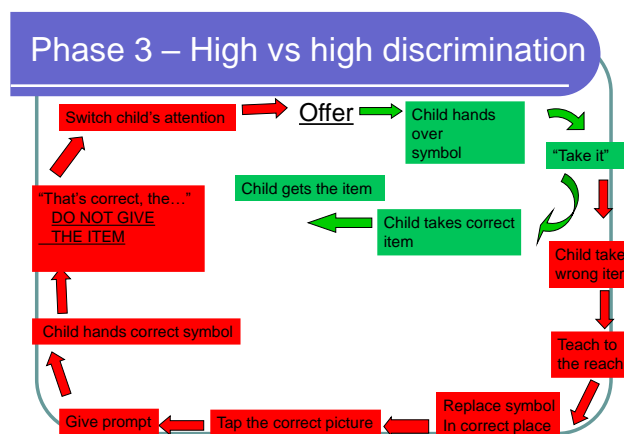 Phase 3 – High vs high discrimination
Switch child's attention
Offer
Child hands
over
symbol
"Take it"
Child gets the item
Child takes correct
item
"That's correct, the…"
DO NOT GIVE
THE ITEM
Child take
wrong iter
Child hands correct symbol
Teach to
the reach
Replace symbol
In correct place
Tap the correct picture
Give prompt